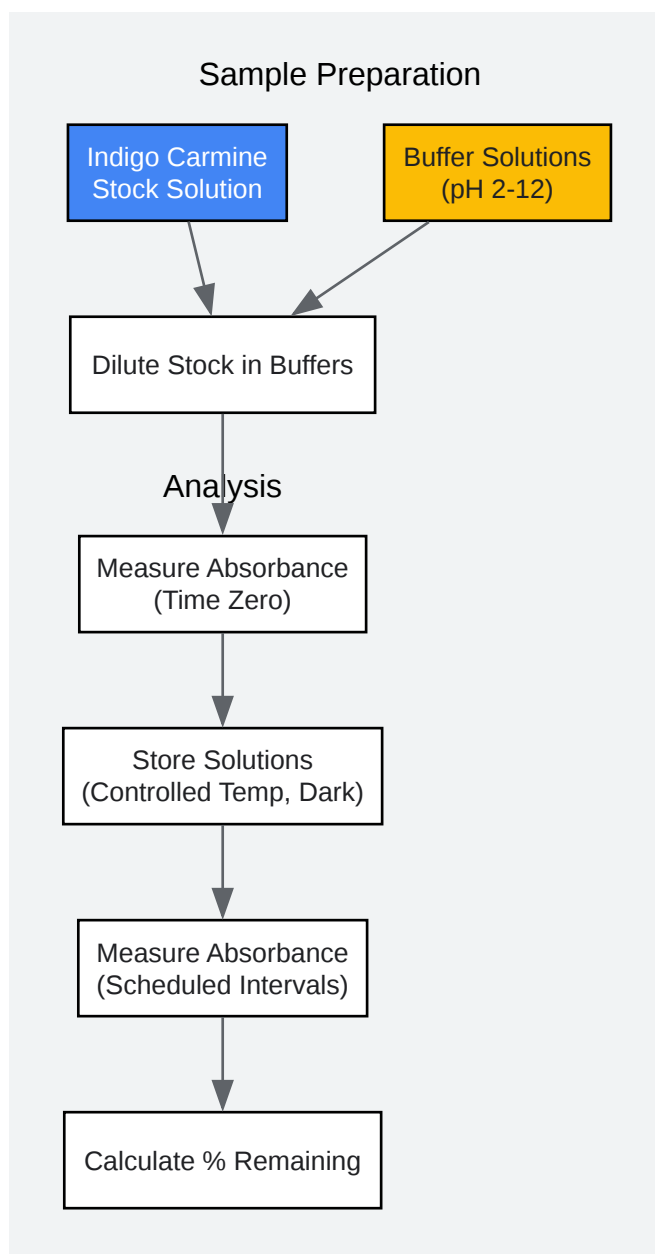 Sample Preparation
Indigo Carmine
Stock Solution
Buffer Solutions
(pH 2-12)
Dilute Stock in Buffers
Analysis
Measure Absorbance
(Time Zero)
Store Solutions
(Controlled Temp, Dark)
Measure Absorbance
(Scheduled Intervals)
Calculate % Remaining